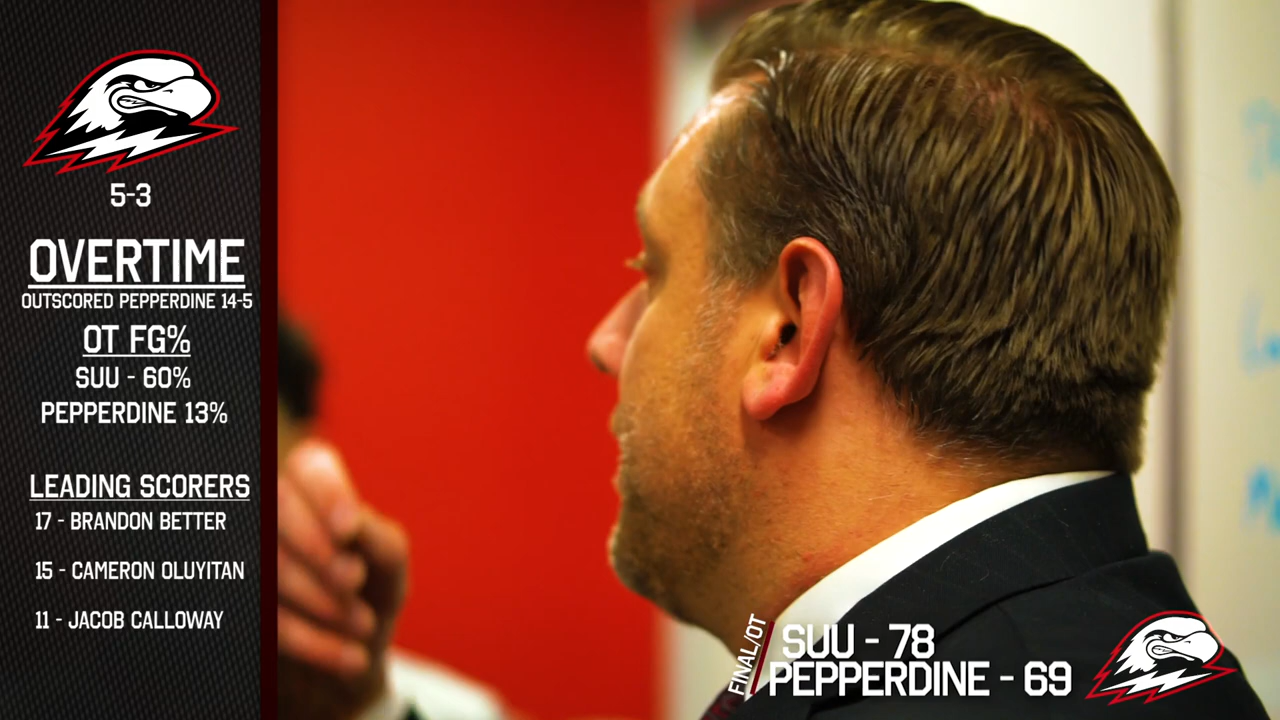 5-3
OVERTIME
OUTSCORED PEPPERDINE 14-5
OT FG%
SUU - 60%
PEPPERDINE 13%
LEADING SCORERS
17 - BRANDON BETTER
15 - CAMERON OLUYITAN
11 - JACOB CALLOWAY
FINAL/OT
SUU - 78
PEPPERDINE - 69